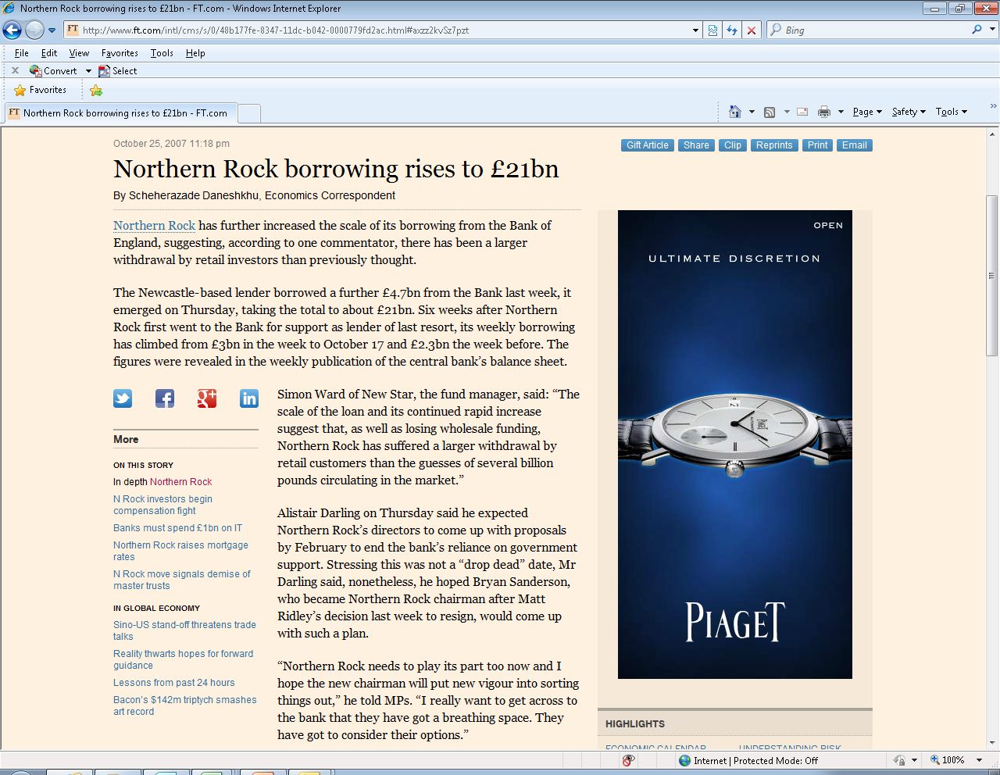 Northern Rock borrowing rises to £21bn - FT.com - Windows Internet Explorer
http://www.ft.com/intl/cms/s/0/48b177fe-8347-11dc-b042-0000779fd2ac.html#axzz2kvSz7pzt
Bing
File Edit View Favorites Tools Help
Convert Select
Favorites
Northern Rock borrowing rises to £21bn - FT.com
Page Safety Tools
October 25, 2007 11:18 pm
Gift Article Share Clip Reprints Print Email
Northern Rock borrowing rises to £21bn
By Scheherazade Daneshkhu, Economics Correspondent
Northern Rock has further increased the scale of its borrowing from the Bank of
England, suggesting, according to one commentator, there has been a larger
withdrawal by retail investors than previously thought.
The Newcastle-based lender borrowed a further £4.7bn from the Bank last week, it
emerged on Thursday, taking the total to about £21bn. Six weeks after Northern
Rock first went to the Bank for support as lender of last resort, its weekly borrowing
has climbed from £3bn in the week to October 17 and £2.3bn the week before. The
figures were revealed in the weekly publication of the central bank's balance sheet.
Simon Ward of New Star, the fund manager, said: “The
scale of the loan and its continued rapid increase
suggest that, as well as losing wholesale funding,
Northern Rock has suffered a larger withdrawal by
retail customers than the guesses of several billion
pounds circulating in the market.”
Alistair Darling on Thursday said he expected
Northern Rock’s directors to come up with proposals
by February to end the bank’s reliance on government
support. Stressing this was not a “drop dead” date, Mr
Darling said, nonetheless, he hoped Bryan Sanderson,
who became Northern Rock chairman after Matt
Ridley’s decision last week to resign, would come up
with such a plan.
“Northern Rock needs to play its part too now and I
hope the new chairman will put new vigour into sorting
things out,” he told MPs. “I really want to get across to
the bank that they have got a breathing space. They
have got to consider their options.”
More
ON THIS STORY
In depth Northern Rock
N Rock investors begin
compensation fight
Banks must spend £1bn on IT
Northern Rock raises mortgage
rates
N Rock move signals demise of
master trusts
IN GLOBAL ECONOMY
Sino-US stand-off threatens trade
talks
Reality thwarts hopes for forward
guidance
Lessons from past 24 hours
Bacon’s $142m triptych smashes
art record
OPEN
ULTIMATE DISCRETION
PIAGET
AUTOMATIC
PIAGET
HIGHLIGHTS
ECONOMIC CALENDAR UNDERSTANDING RISK
Internet | Protected Mode: Off
100%